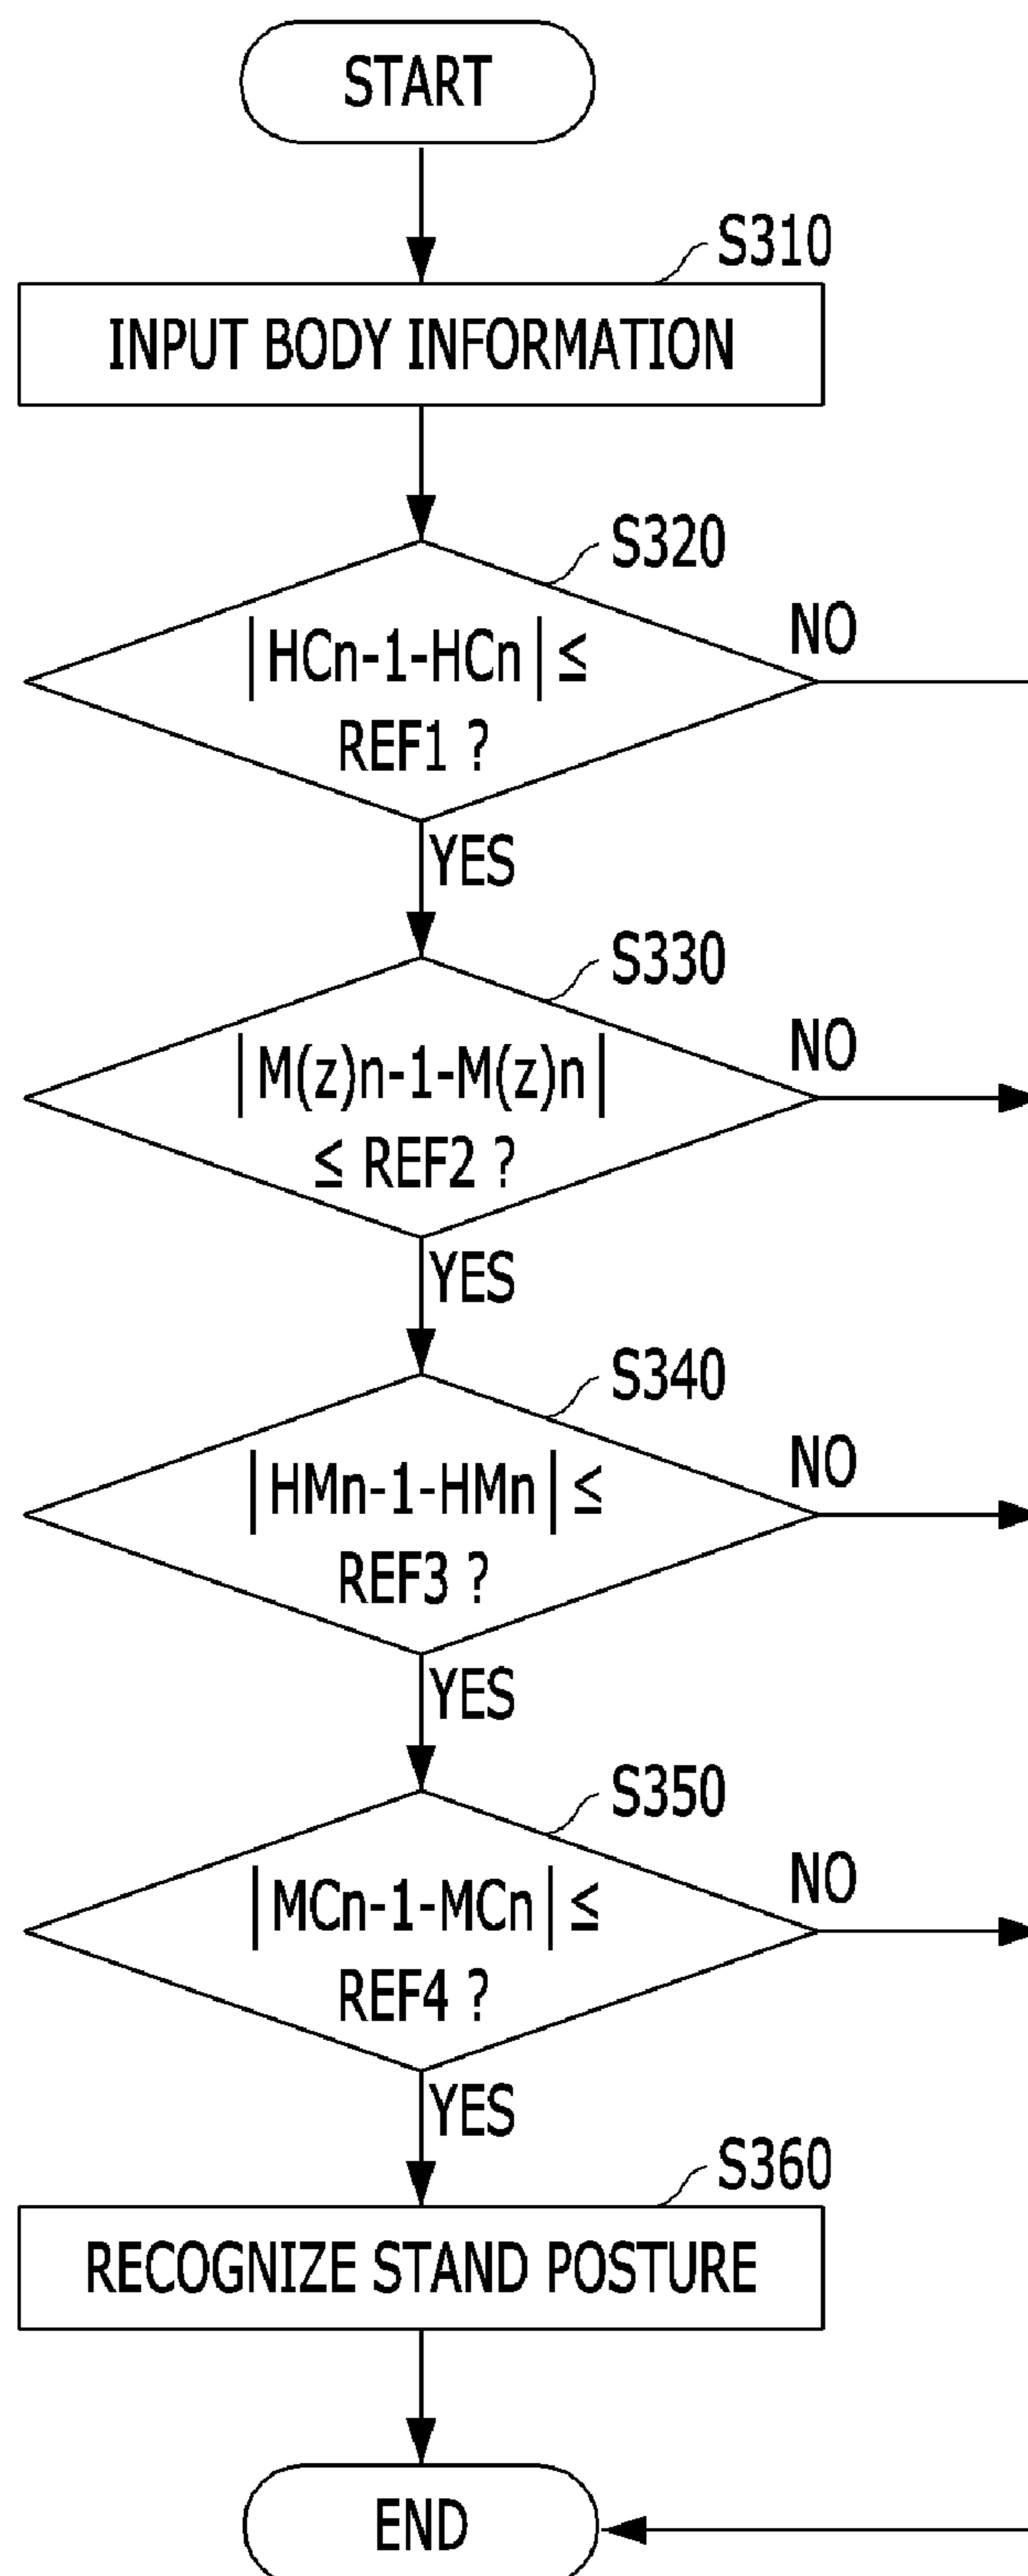 START
S310
INPUT BODY INFORMATION
S320
|HCn-1-HCn| ≤
REF1 ?
NO
YES
S330
|M(z)n-1-M(z)n|
≤ REF2 ?
NO
YES
S340
|HMn-1-HMn| ≤
REF3 ?
NO
YES
S350
|MCn-1-MCn| ≤
REF4 ?
NO
YES
S360
RECOGNIZE STAND POSTURE
END